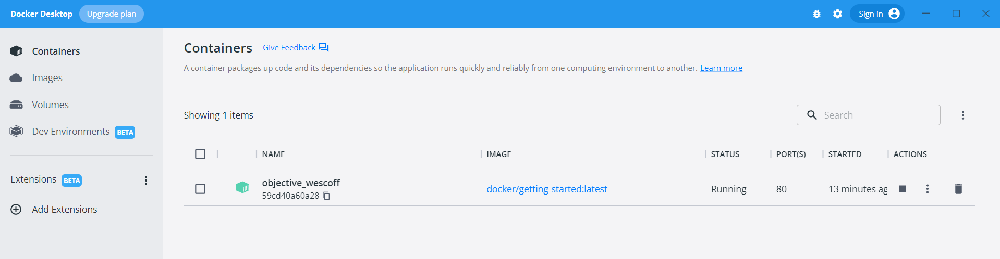 Docker Desktop Upgrade plan Sign in
Containers
Images
Volumes
Dev Environments BETA
Extensions BETA
Add Extensions
Containers Give Feedback
A container packages up code and its dependencies so the application runs quickly and reliably from one computing environment to another. Learn more
Showing 1 items Search
NAME IMAGE STATUS PORT(S) STARTED ACTIONS
objective_wescoff
59cd40a60a28
docker/getting-started:latest Running 80 13 minutes ag